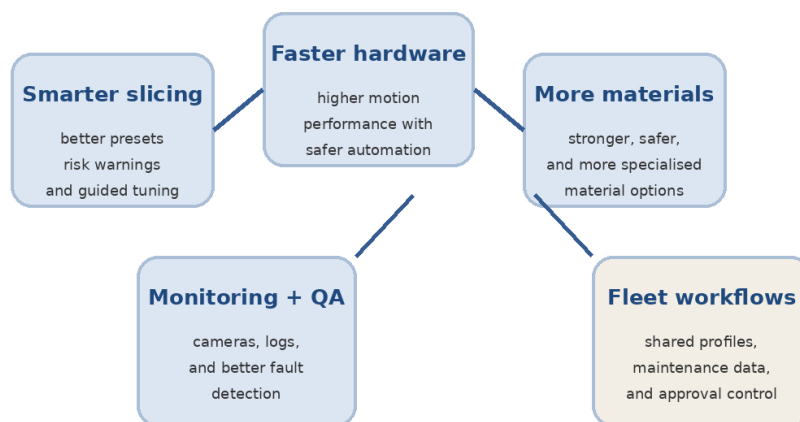 Smarter slicing
better presets
risk warnings
and guided tuning
Faster hardware
higher motion
performance with
safer automation
More materials
stronger, safer,
and more specialised
material options
Monitoring + QA
cameras, logs,
and better fault
detection
Fleet workflows
shared profiles,
maintenance data,
and approval control